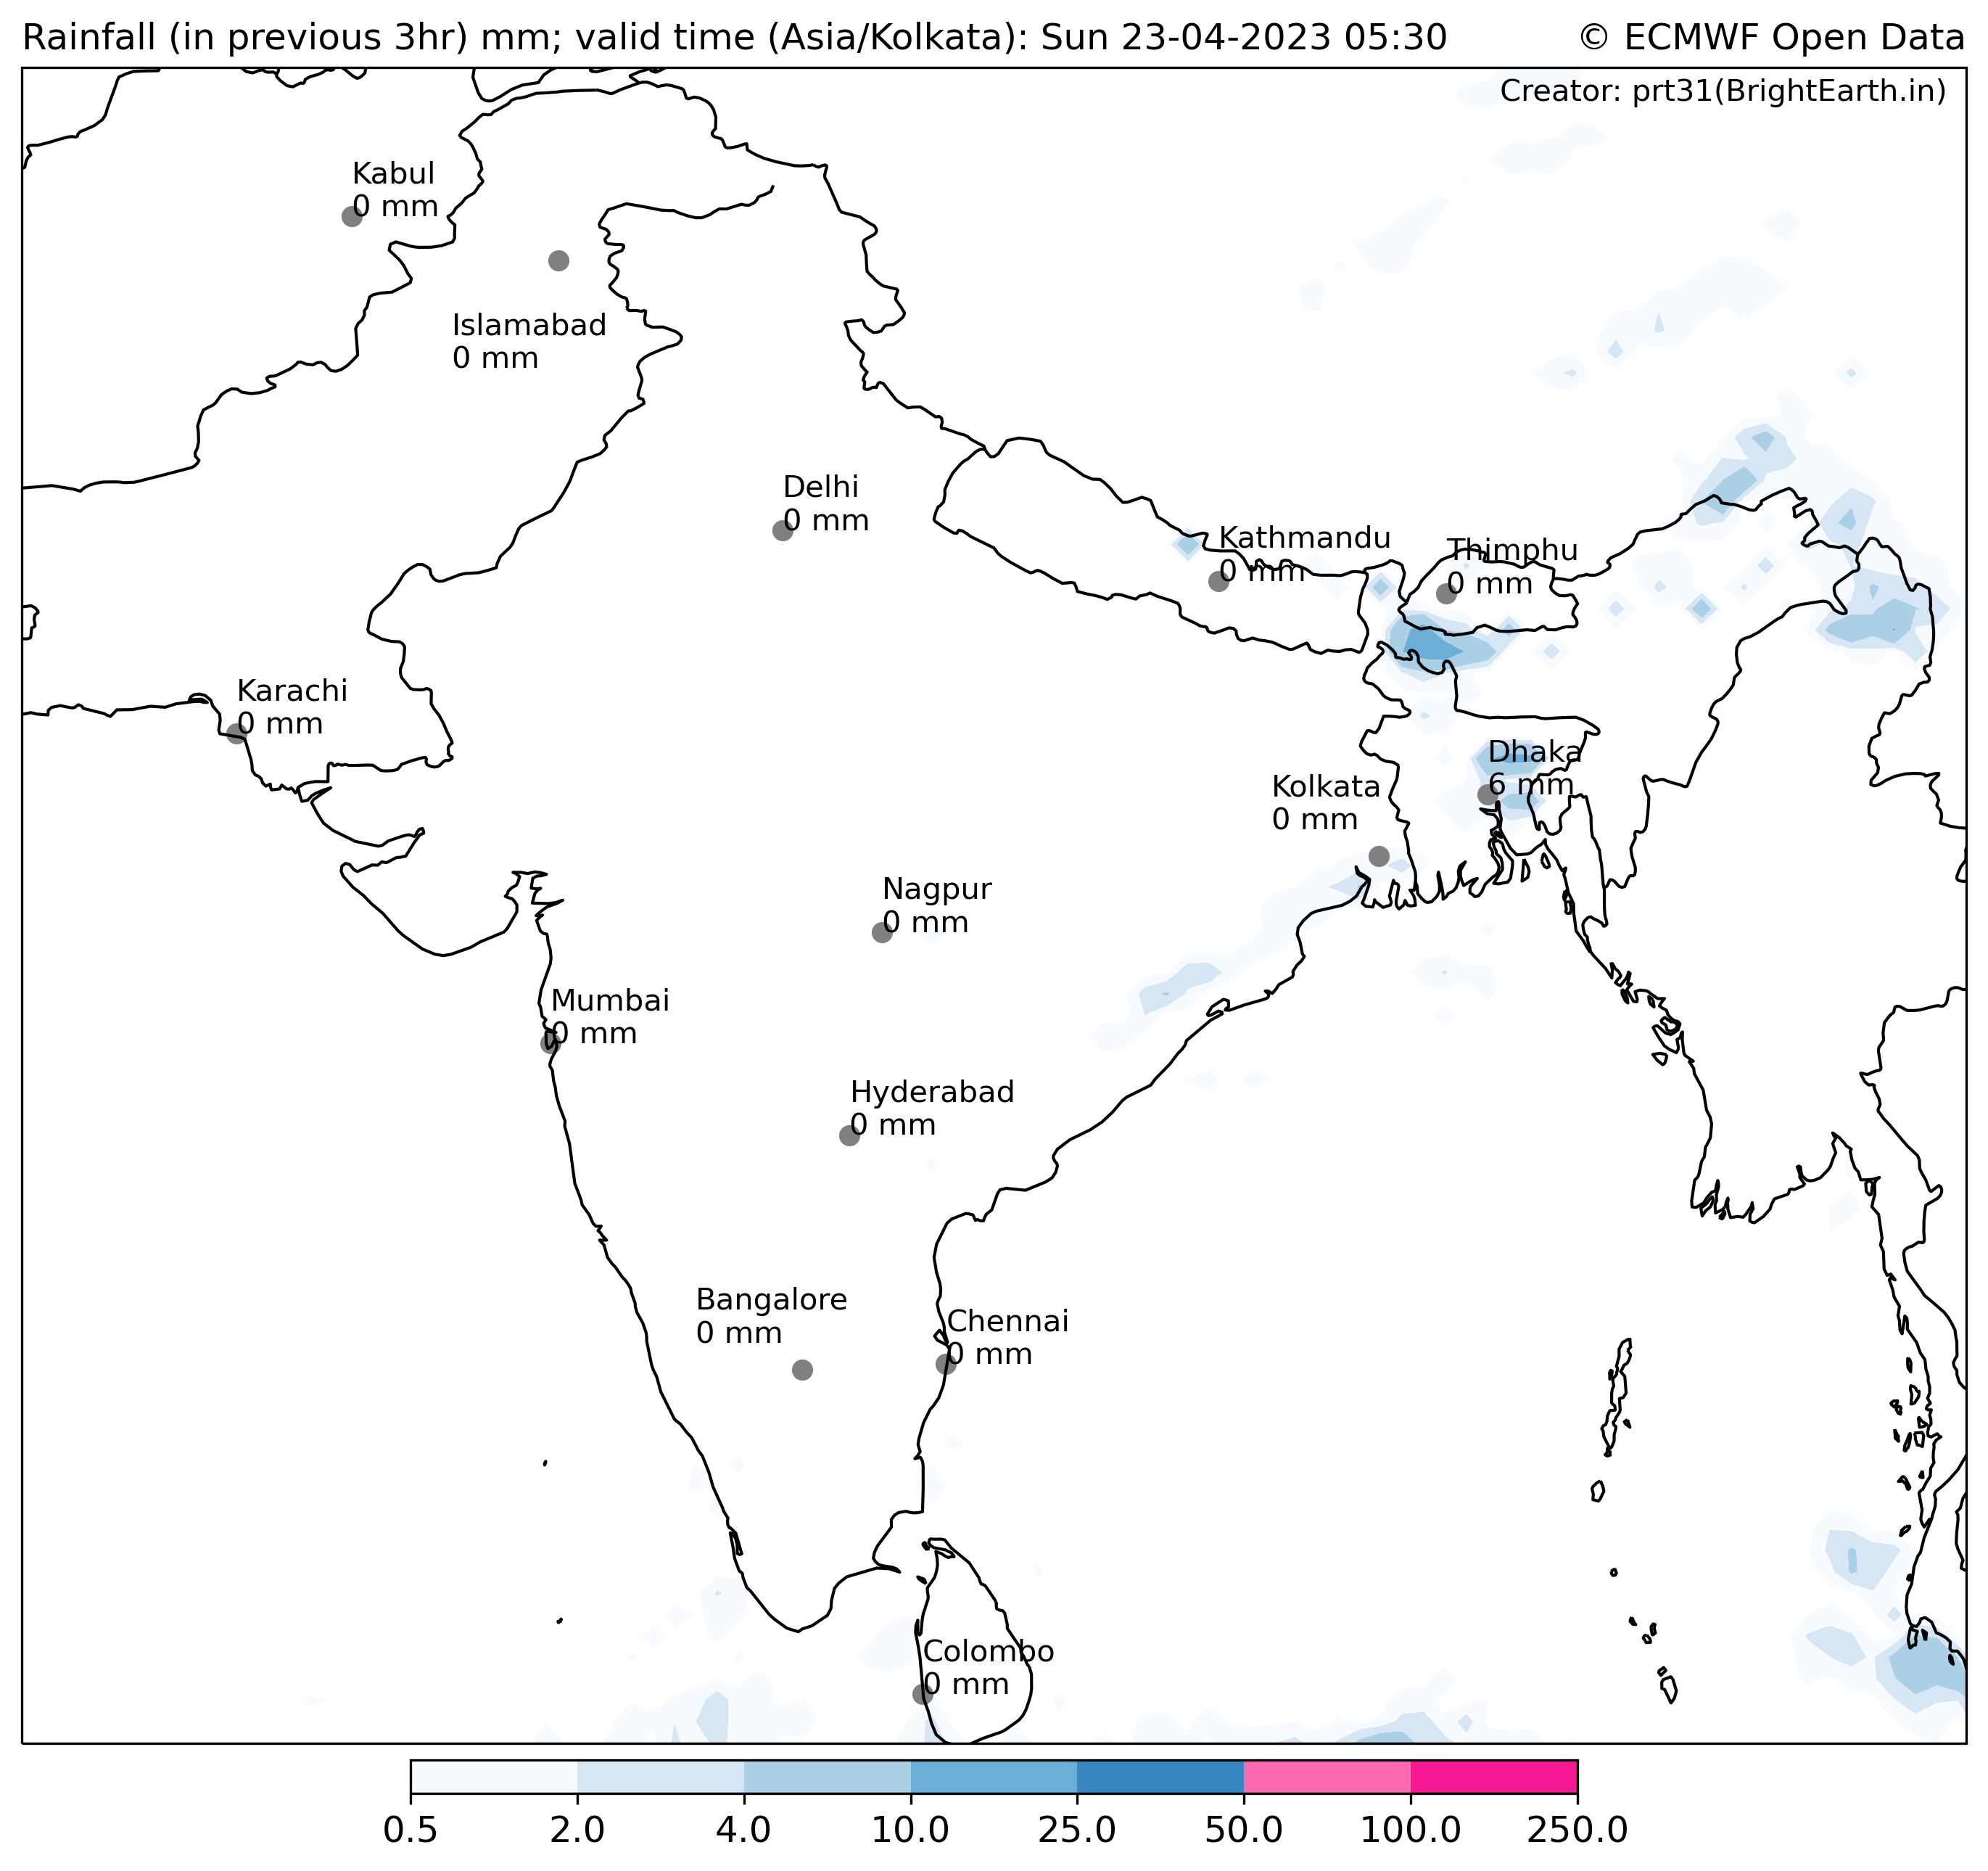 Rainfall (in previous 3hr) mm; valid time (Asia/Kolkata): Sun 23-04-2023 05:30 © ECMWF Open Data
Creator: prt31(BrightEarth.in)
Kabul
0 mm
Islamabad
0 mm
Delhi
0 mm
Kathmandu
0 mm
Thimphu
0 mm
Karachi
0 mm
Dhaka
6 mm
Kolkata
0 mm
Nagpur
0 mm
Mumbai
0 mm
Hyderabad
0 mm
Bangalore
0 mm
Chennai
0 mm
Colombo
0 mm
0.5 2.0 4.0 10.0 25.0 50.0 100.0 250.0